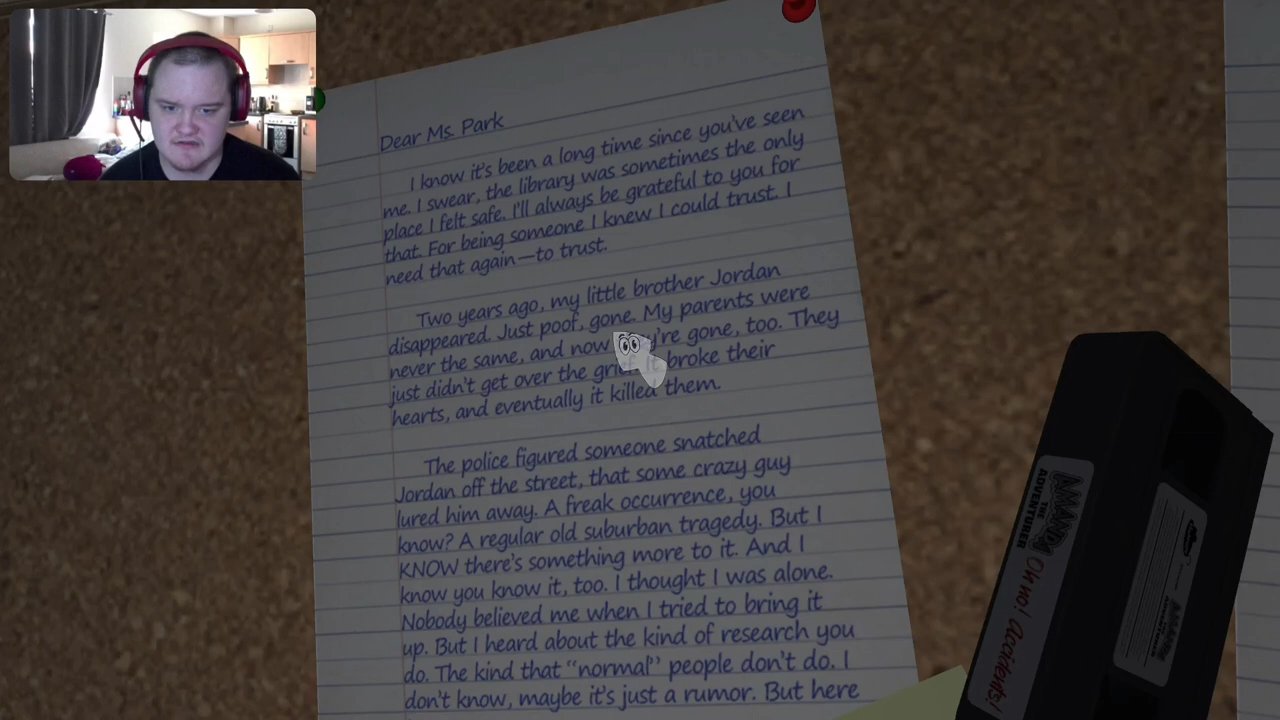 Dear Ms. Park
I know it's been a long time since you've seen
me. I swear, the library was sometimes the only
place I felt safe. I'll always be grateful to you for
that. For being someone I knew I could trust. I
need that again—to trust.
Two years ago, my little brother Jordan
disappeared. Just poof, gone. My parents were
never the same, and now they're gone, too. They
just didn't get over the grief. It broke their
hearts, and eventually it killed them.
The police figured someone snatched
Jordan off the street, that some crazy guy
lured him away. A freak occurrence, you
know? A regular old suburban tragedy. But I
KNOW there's something more to it. And I
know you know it, too. I thought I was alone.
Nobody believed me when I tried to bring it
up. But I heard about the kind of research you
do. The kind that "normal" people don't do. I
don't know, maybe it's just a rumor. But here
AMANDA
THE
ADVENTURER
Oh no! Accidents!